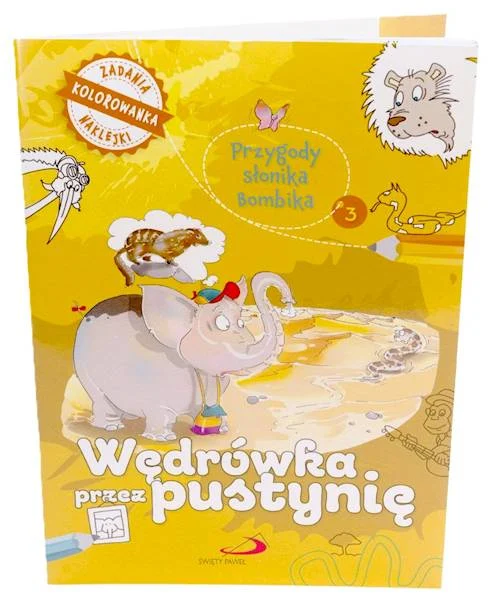 ZADANIA
KOLOROWANKA
NAKLEJKI
Przygody
słonika
Bombika
3
Wędrówka
przez pustynię
ŚWIĘTY PAWEŁ